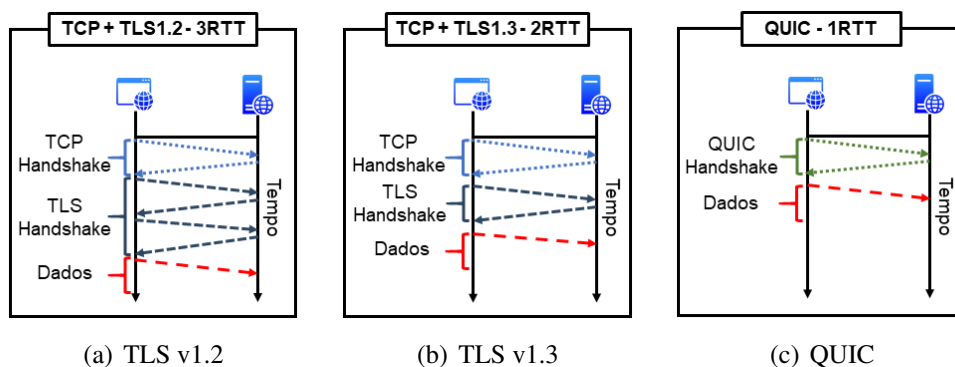 TCP + TLS1.2 - 3RTT
TCP
Handshake
TLS
Handshake
Dados
Tempo
(a) TLS v1.2
TCP + TLS1.3 - 2RTT
TCP
Handshake
TLS
Handshake
Dados
Tempo
(b) TLS v1.3
QUIC - 1RTT
QUIC
Handshake
Dados
Tempo
(c) QUIC